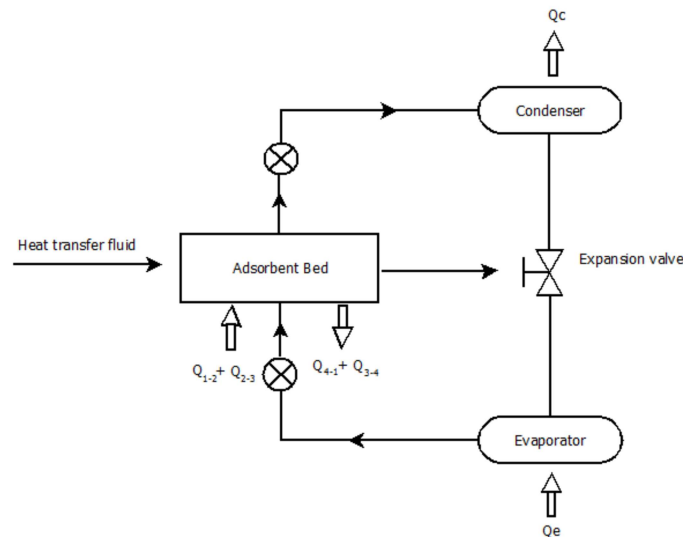 Qc
Condenser
Heat transfer fluid
Adsorbent Bed
Expansion valve
Q1-2+ Q2-3
Q4-1+ Q3-4
Evaporator
Qe